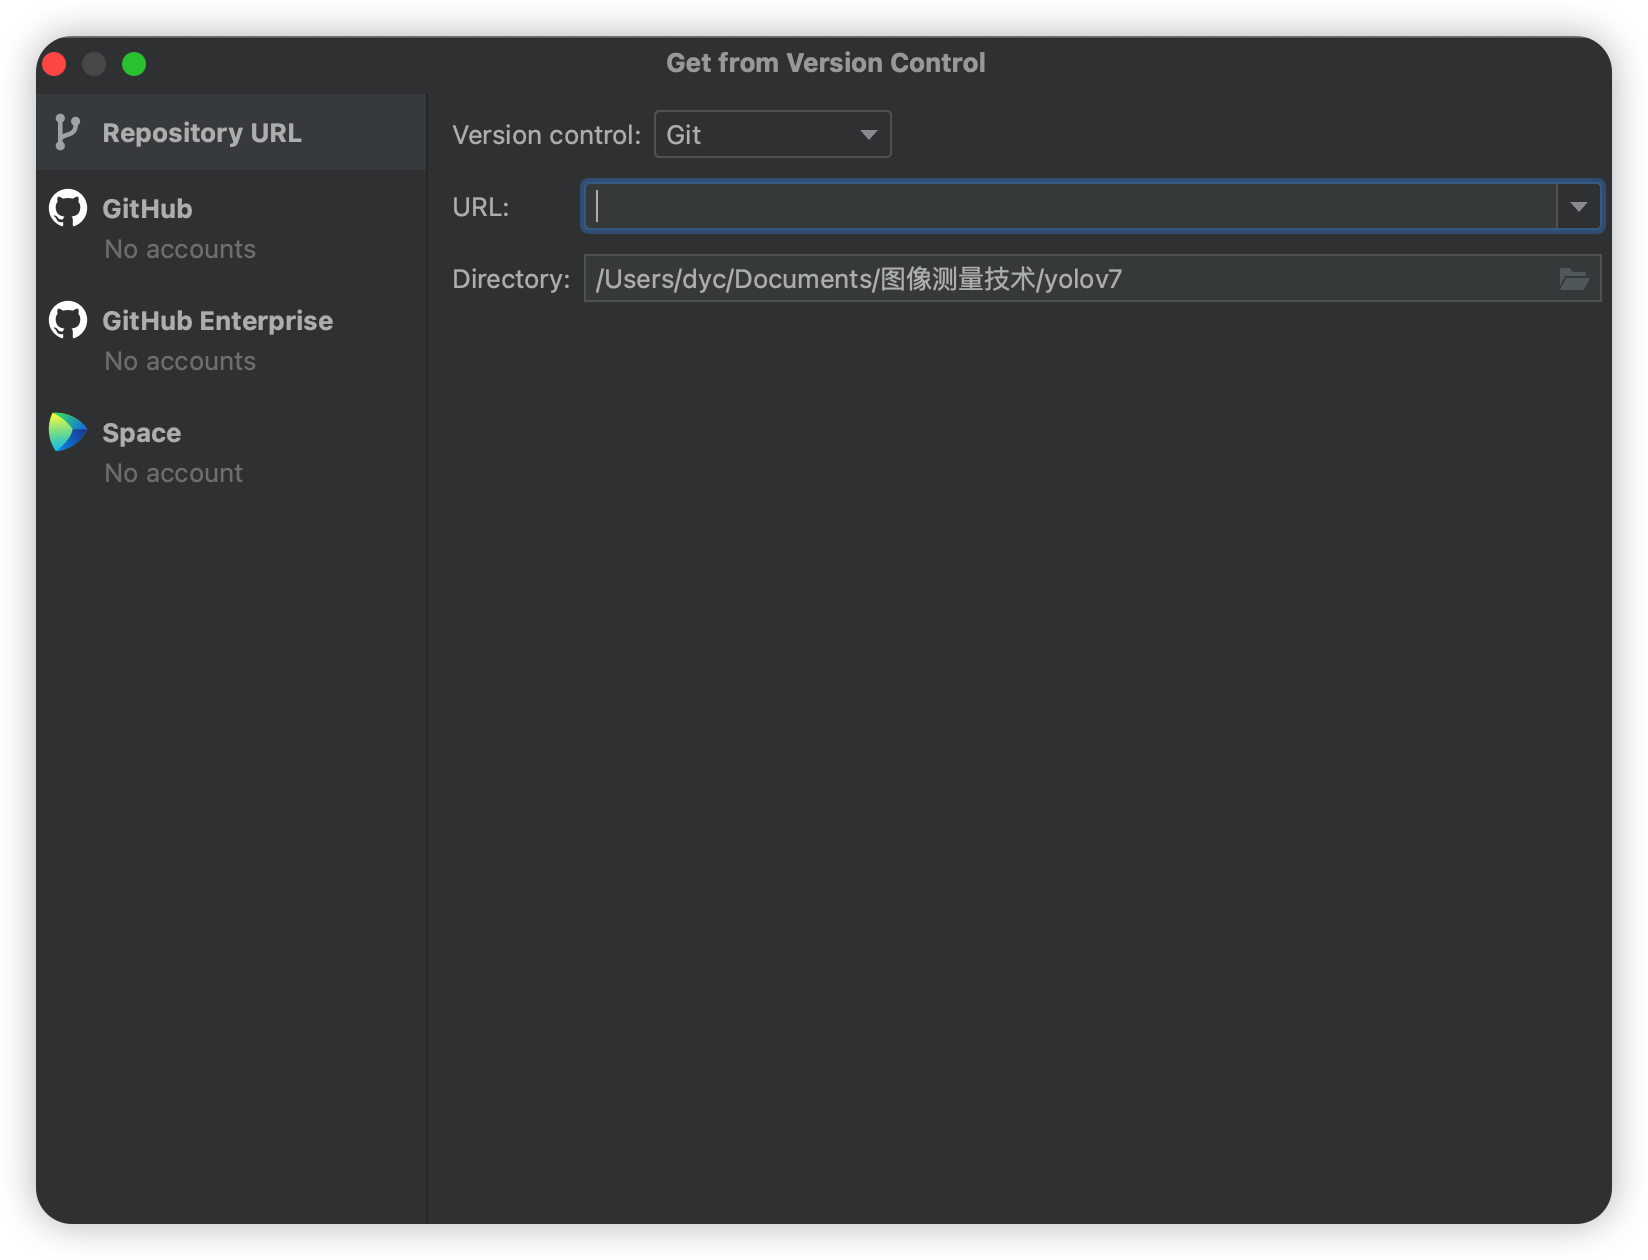 Get from Version Control
Repository URL
GitHub
No accounts
GitHub Enterprise
No accounts
Space
No account
Version control: Git
URL:
Directory: /Users/dyc/Documents/图像测量技术/yolov7